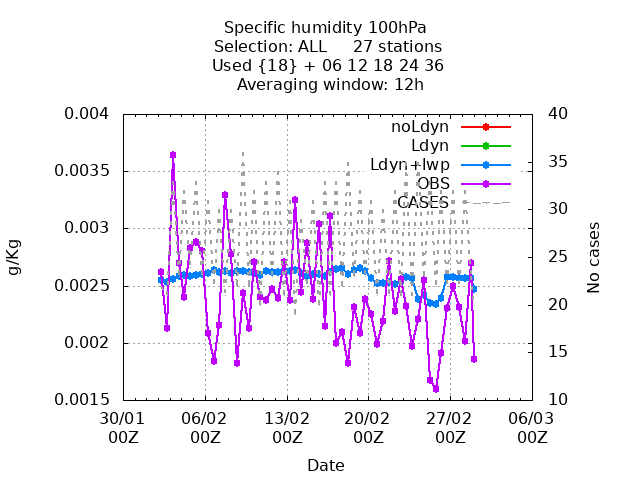 Specific humidity 100hPa
Selection: ALL 27 stations
Used {18} + 06 12 18 24 36
Averaging window: 12h
0.004
0.0035
0.003
0.0025
0.002
0.0015
g/Kg
noLdyn
Ldyn
Ldyn+lwp
OBS
CASES
40
35
30
25
20
15
10
No cases
30/01 06/02 13/02 20/02 27/02 06/03
00Z 00Z 00Z 00Z 00Z 00Z
Date